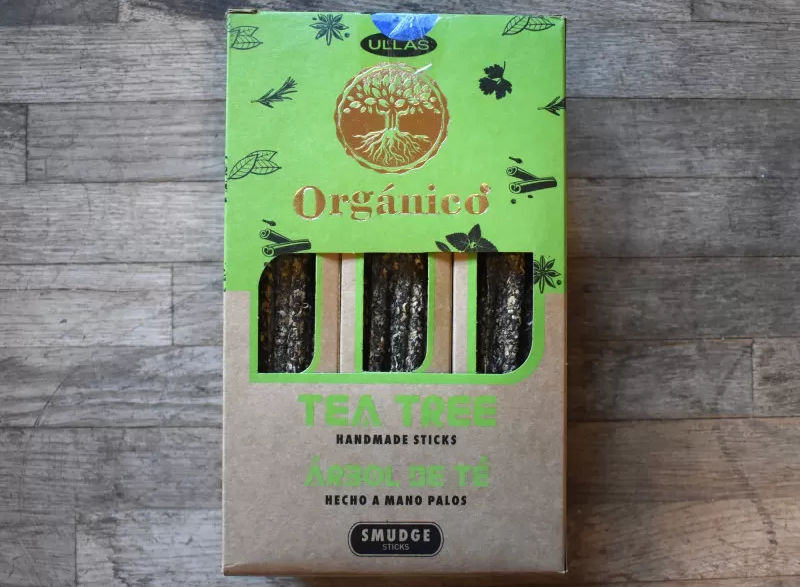 ULLAS
Orgánico
TEA TREE
HANDMADE STICKS
ÁRBOL DE TÉ
HECHO A MANO PALOS
SMUDGE
STICKS